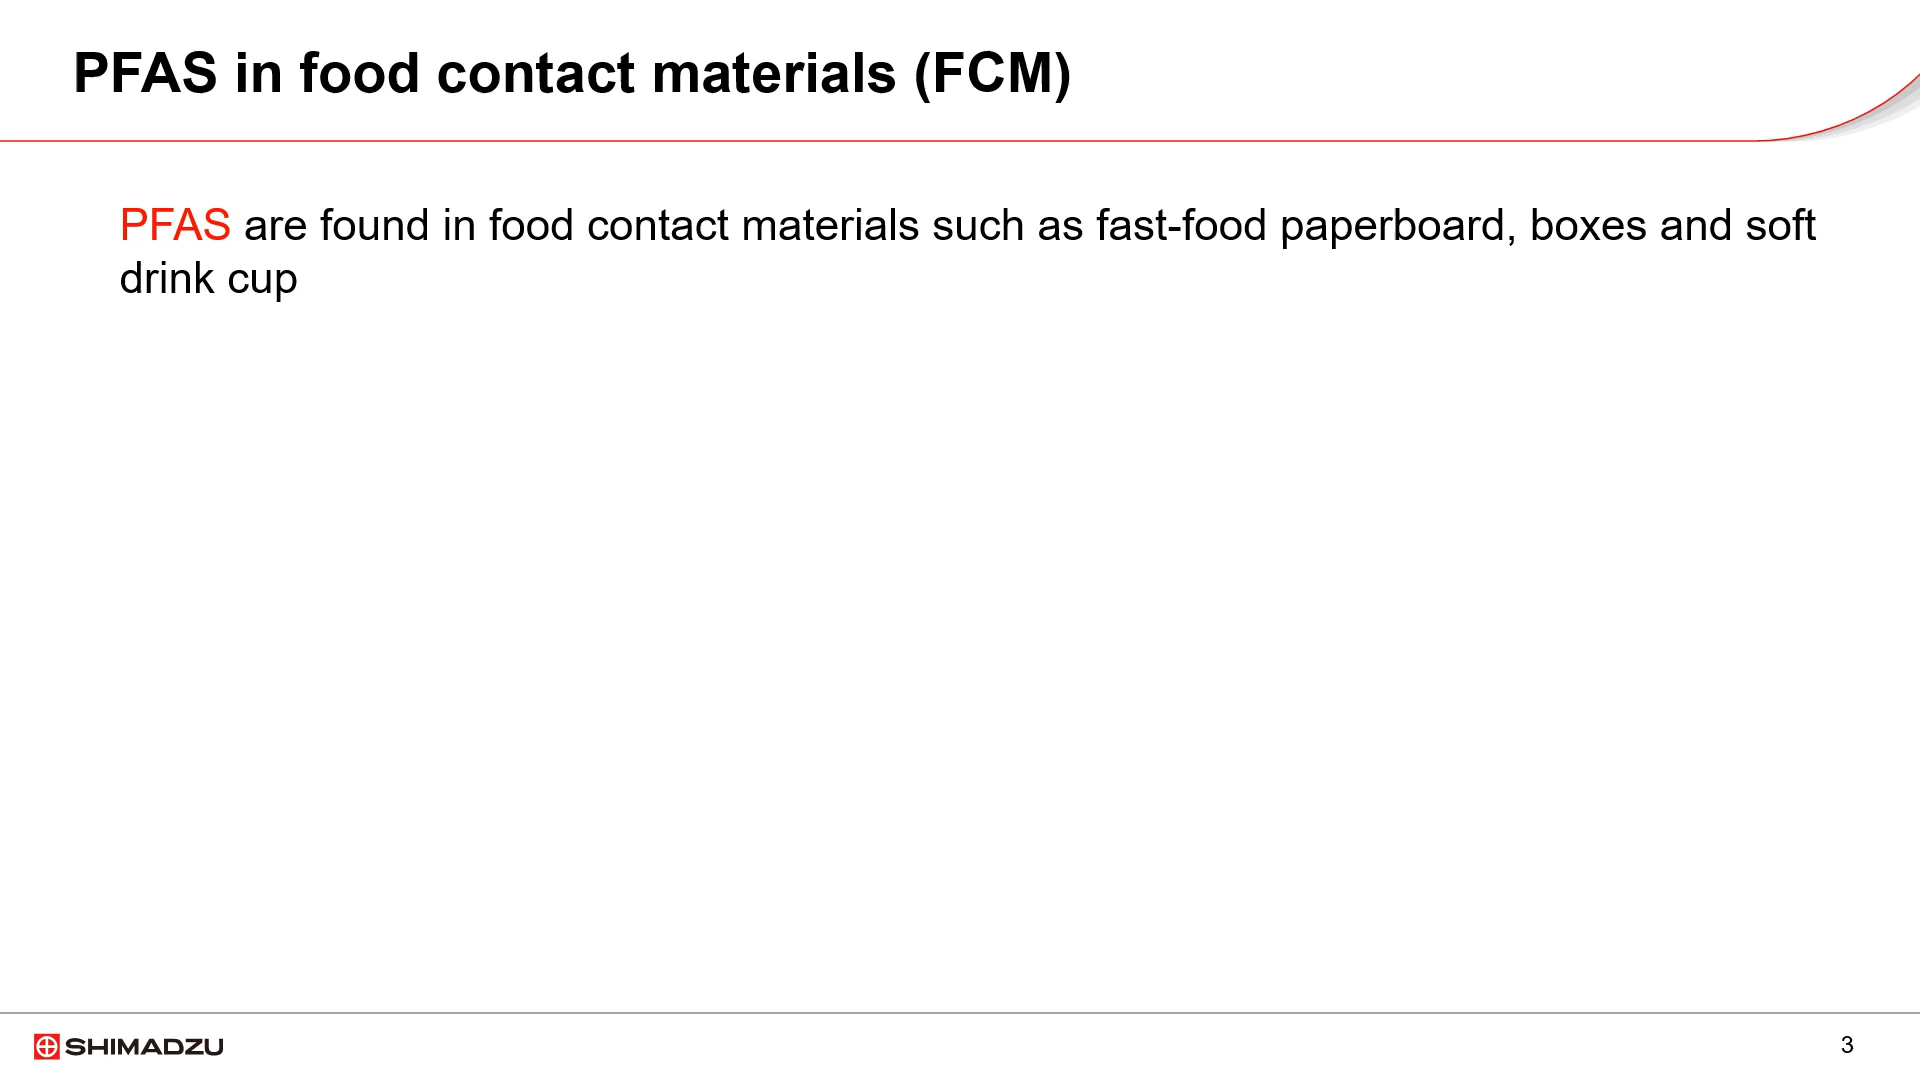 PFAS in food contact materials (FCM)
PFAS are found in food contact materials such as fast-food paperboard, boxes and soft
drink cup
SHIMADZU
3